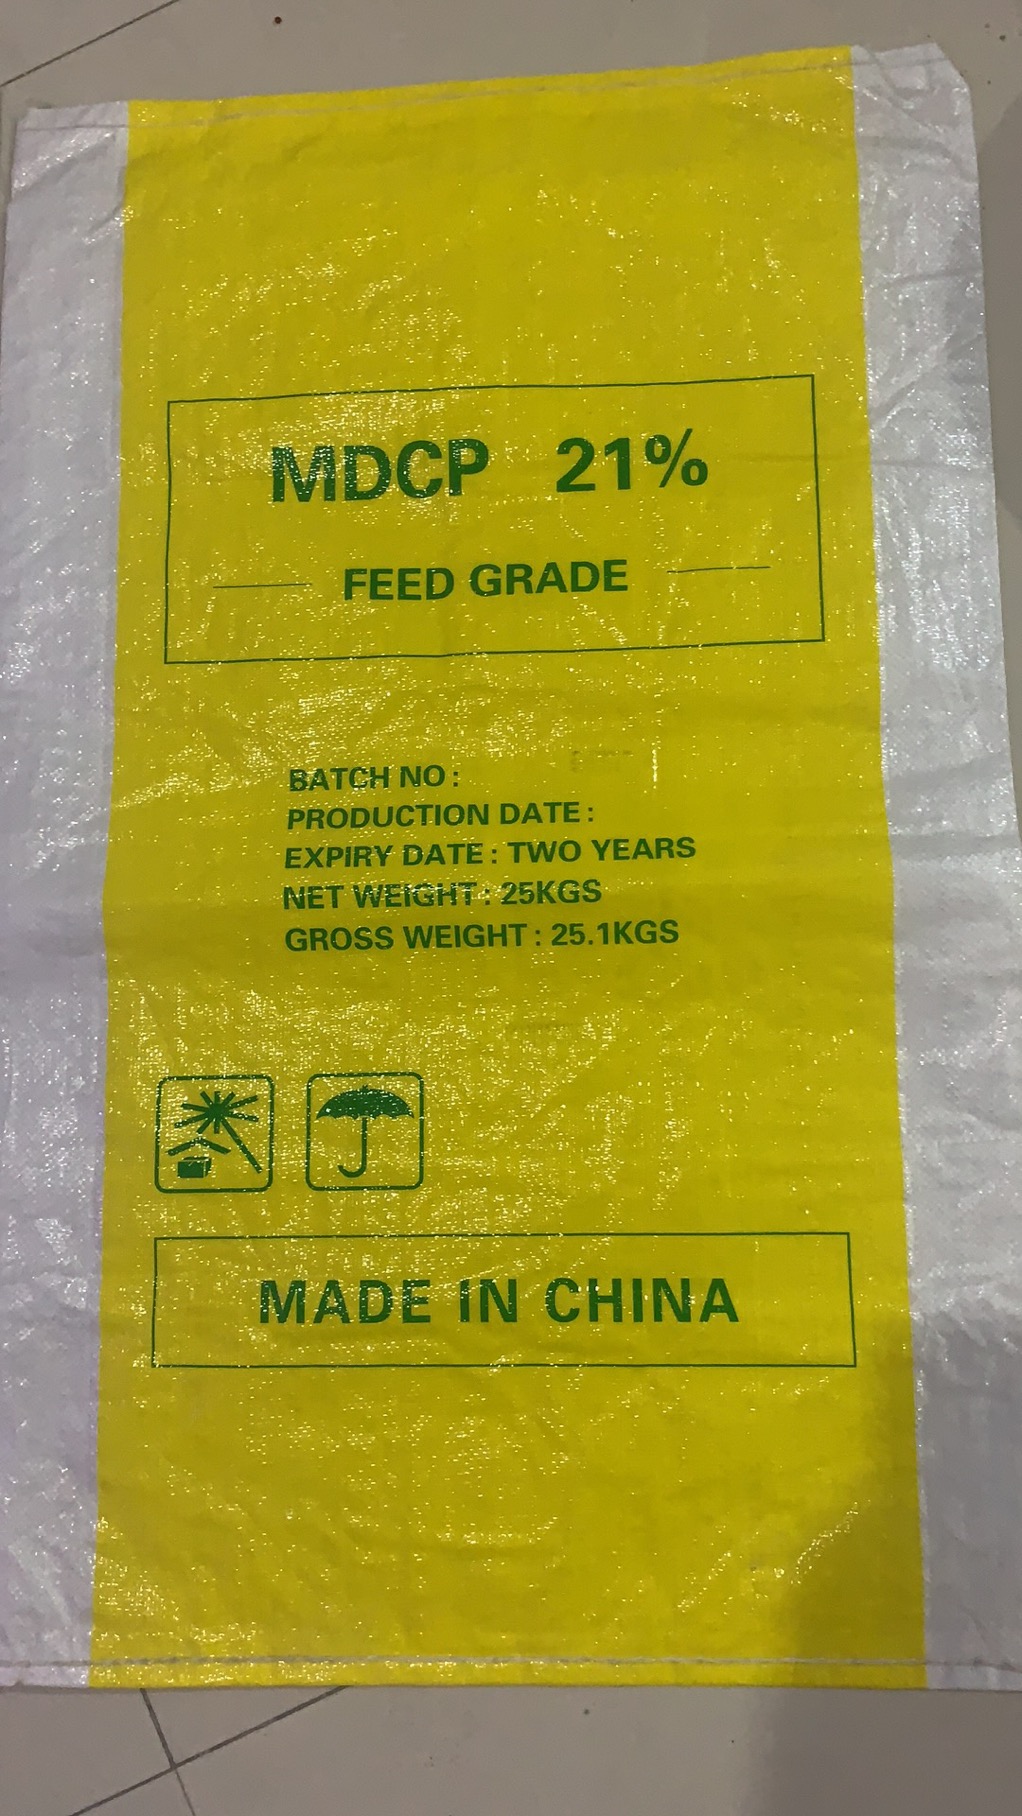 MDCP 21%
FEED GRADE
BATCH NO :
PRODUCTION DATE :
EXPIRY DATE : TWO YEARS
NET WEIGHT : 25KGS
GROSS WEIGHT : 25.1KGS
MADE IN CHINA